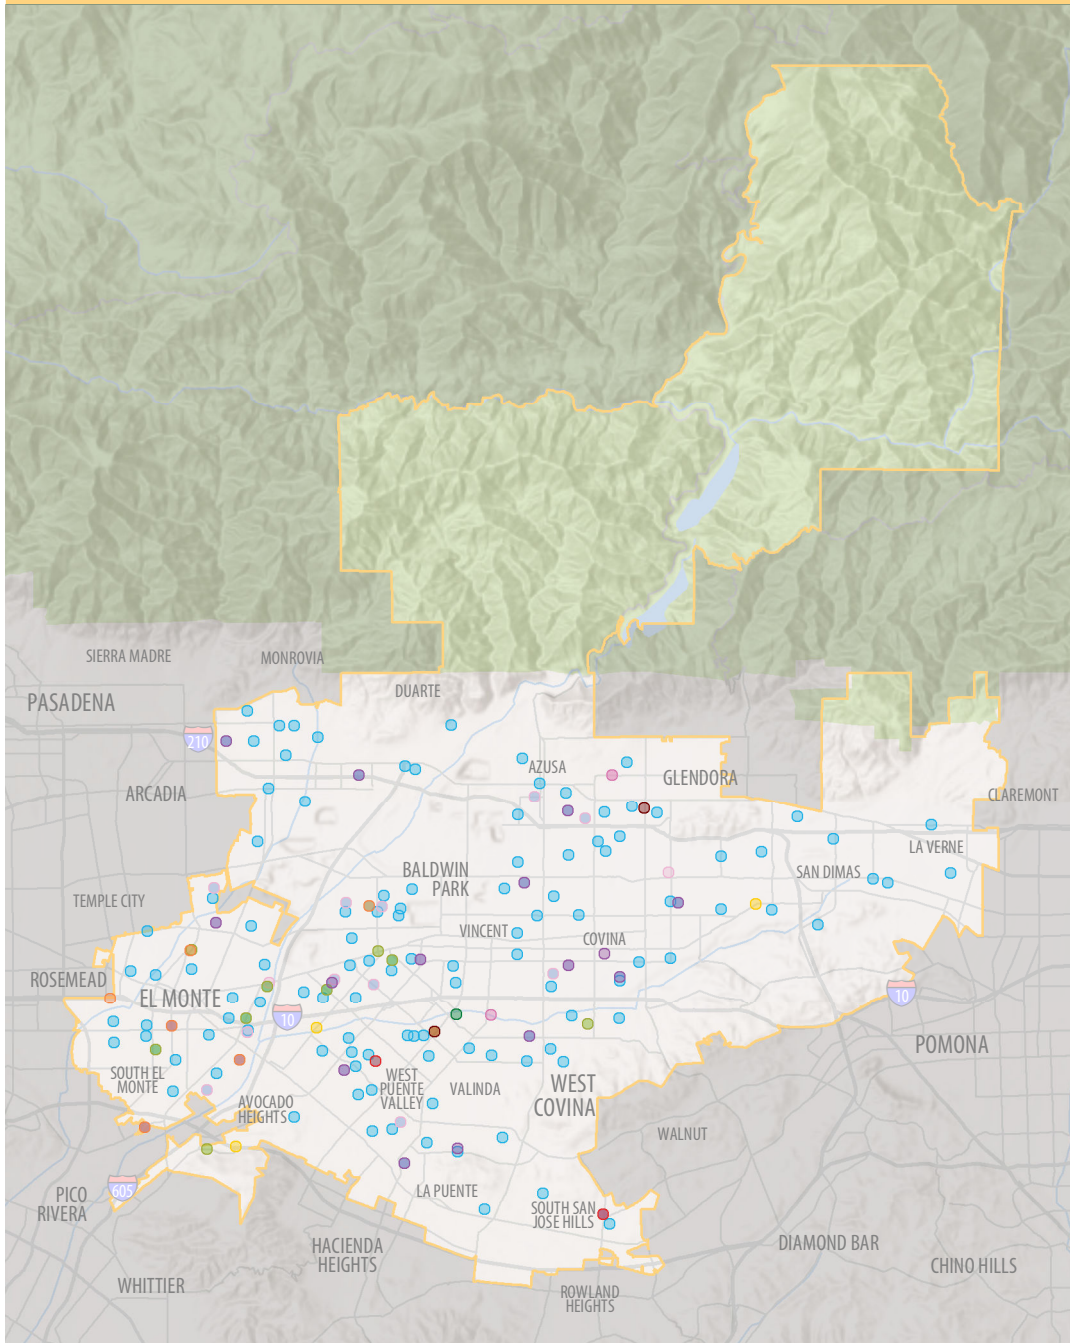 SIERRA MADRE
MONROVIA
PASADENA
DUARTE
210
AZUSA
GLENDORA
ARCADIA
CLAREMONT
LA VERNE
BALDWIN
PARK
SAN DIMAS
TEMPLE CITY
VINCENT
COVINA
ROSEMEAD
EL MONTE
10
10
POMONA
SOUTH EL
MONTE
WEST
PUENTE
VALLEY
VALINDA
WEST
COVINA
AVOCADO
HEIGHTS
WALNUT
605
PICO
RIVERA
LA PUENTE
SOUTH SAN
JOSE HILLS
HACIENDA
HEIGHTS
DIAMOND BAR
CHINO HILLS
WHITTIER
ROWLAND
HEIGHTS